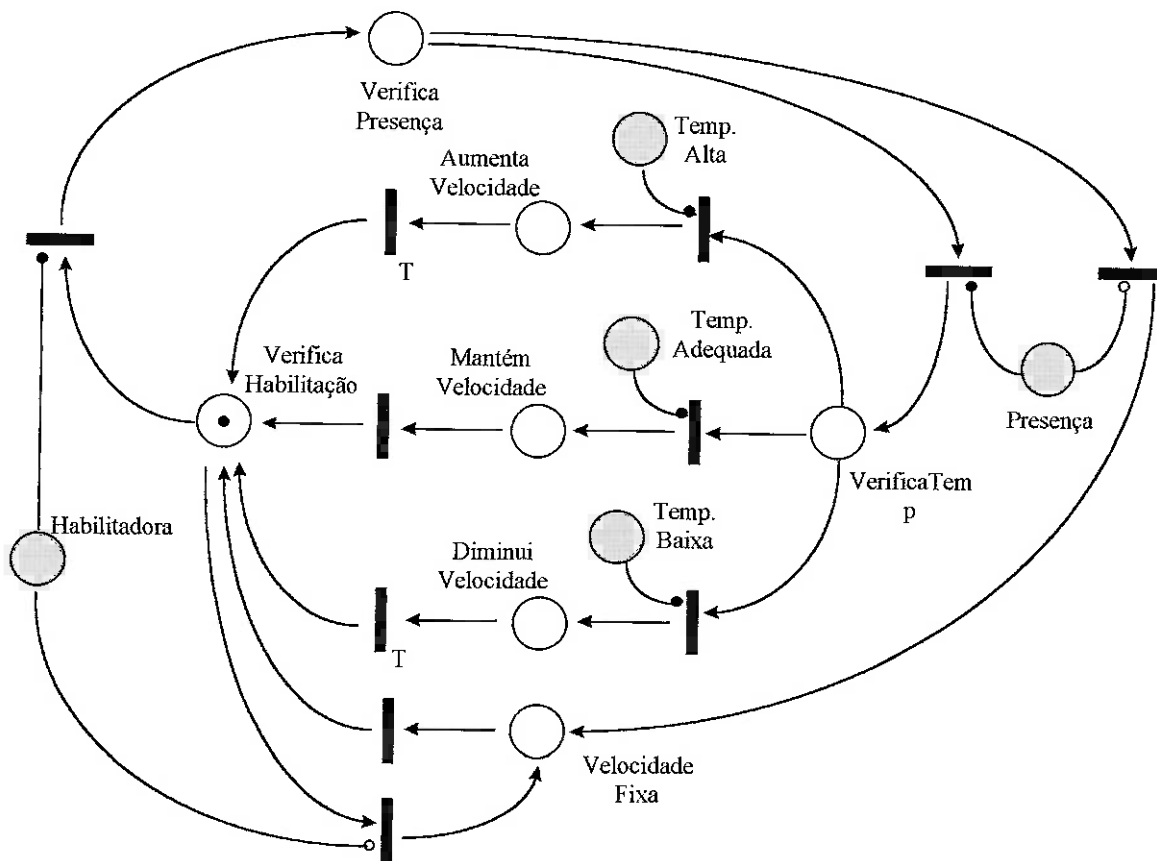 Verifica
Presença
Temp.
Alta
Aumenta
Velocidade
T
Temp.
Adequada
Verifica
Habilitação
Mantém
Velocidade
Presença
VerificaTem
p
Habilitadora
Temp.
Baixa
Diminui
Velocidade
T
Velocidade
Fixa